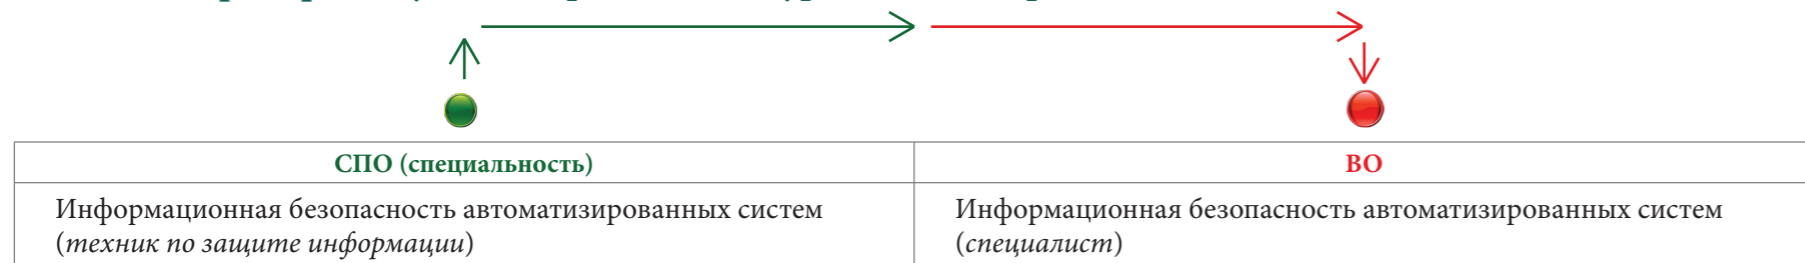 СПО (специальность)
ВО
Информационная безопасность автоматизированных систем
(техник по защите информации)
Информационная безопасность автоматизированных систем
(специалист)